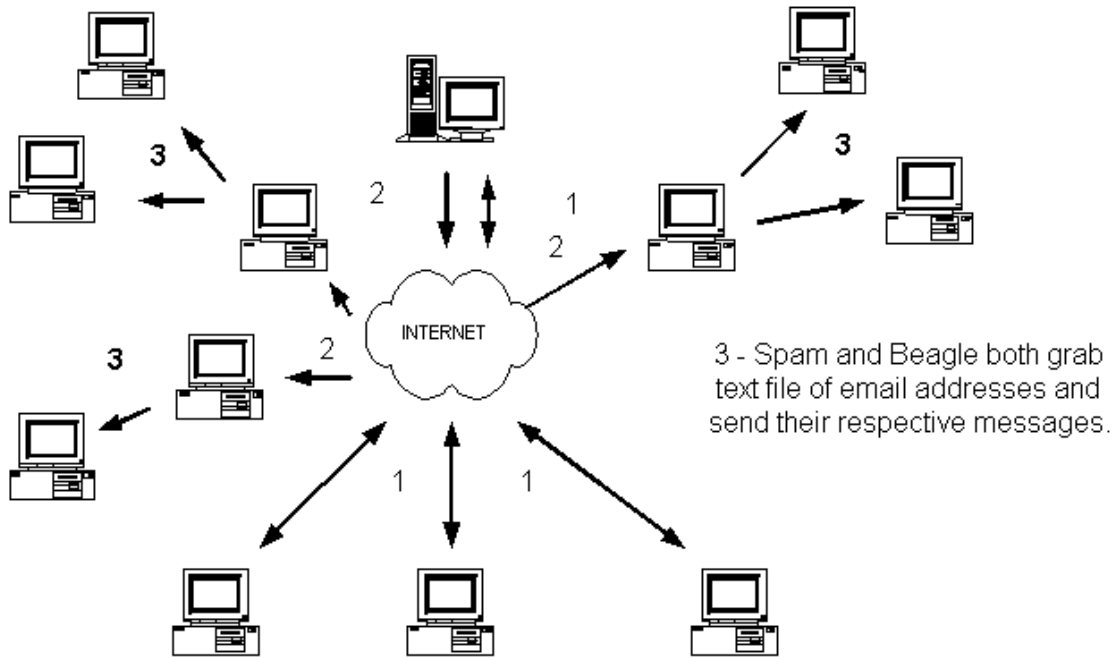 3
3
2
1
2
INTERNET
3
2
3 - Spam and Beagle both grab
text file of email addresses and
send their respective messages.
1
1